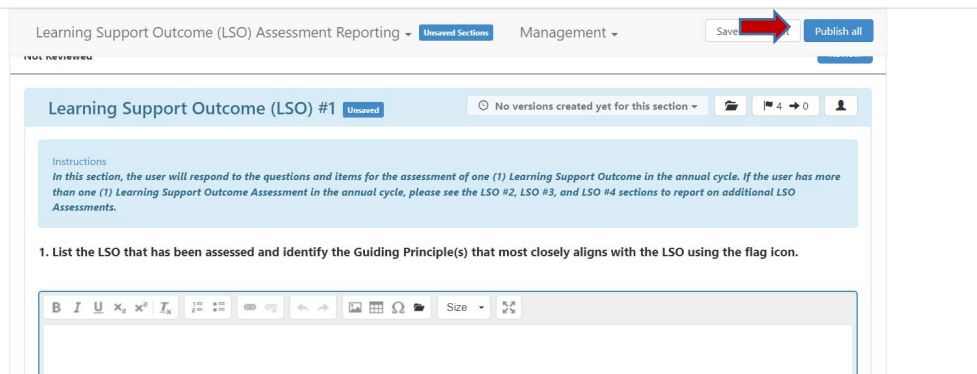 Learning Support Outcome (LSO) Assessment Reporting Unsaved Sections Management Save Publish all
Not Reviewed
Learning Support Outcome (LSO) #1 Unsaved No versions created yet for this section 4 0
Instructions
In this section, the user will respond to the questions and items for the assessment of one (1) Learning Support Outcome in the annual cycle. If the user has more
than one (1) Learning Support Outcome Assessment in the annual cycle, please see the LSO #2, LSO #3, and LSO #4 sections to report on additional LSO
Assessments.
1. List the LSO that has been assessed and identify the Guiding Principle(s) that most closely aligns with the LSO using the flag icon.
B I U x₂ x² Iₓ Ω Size